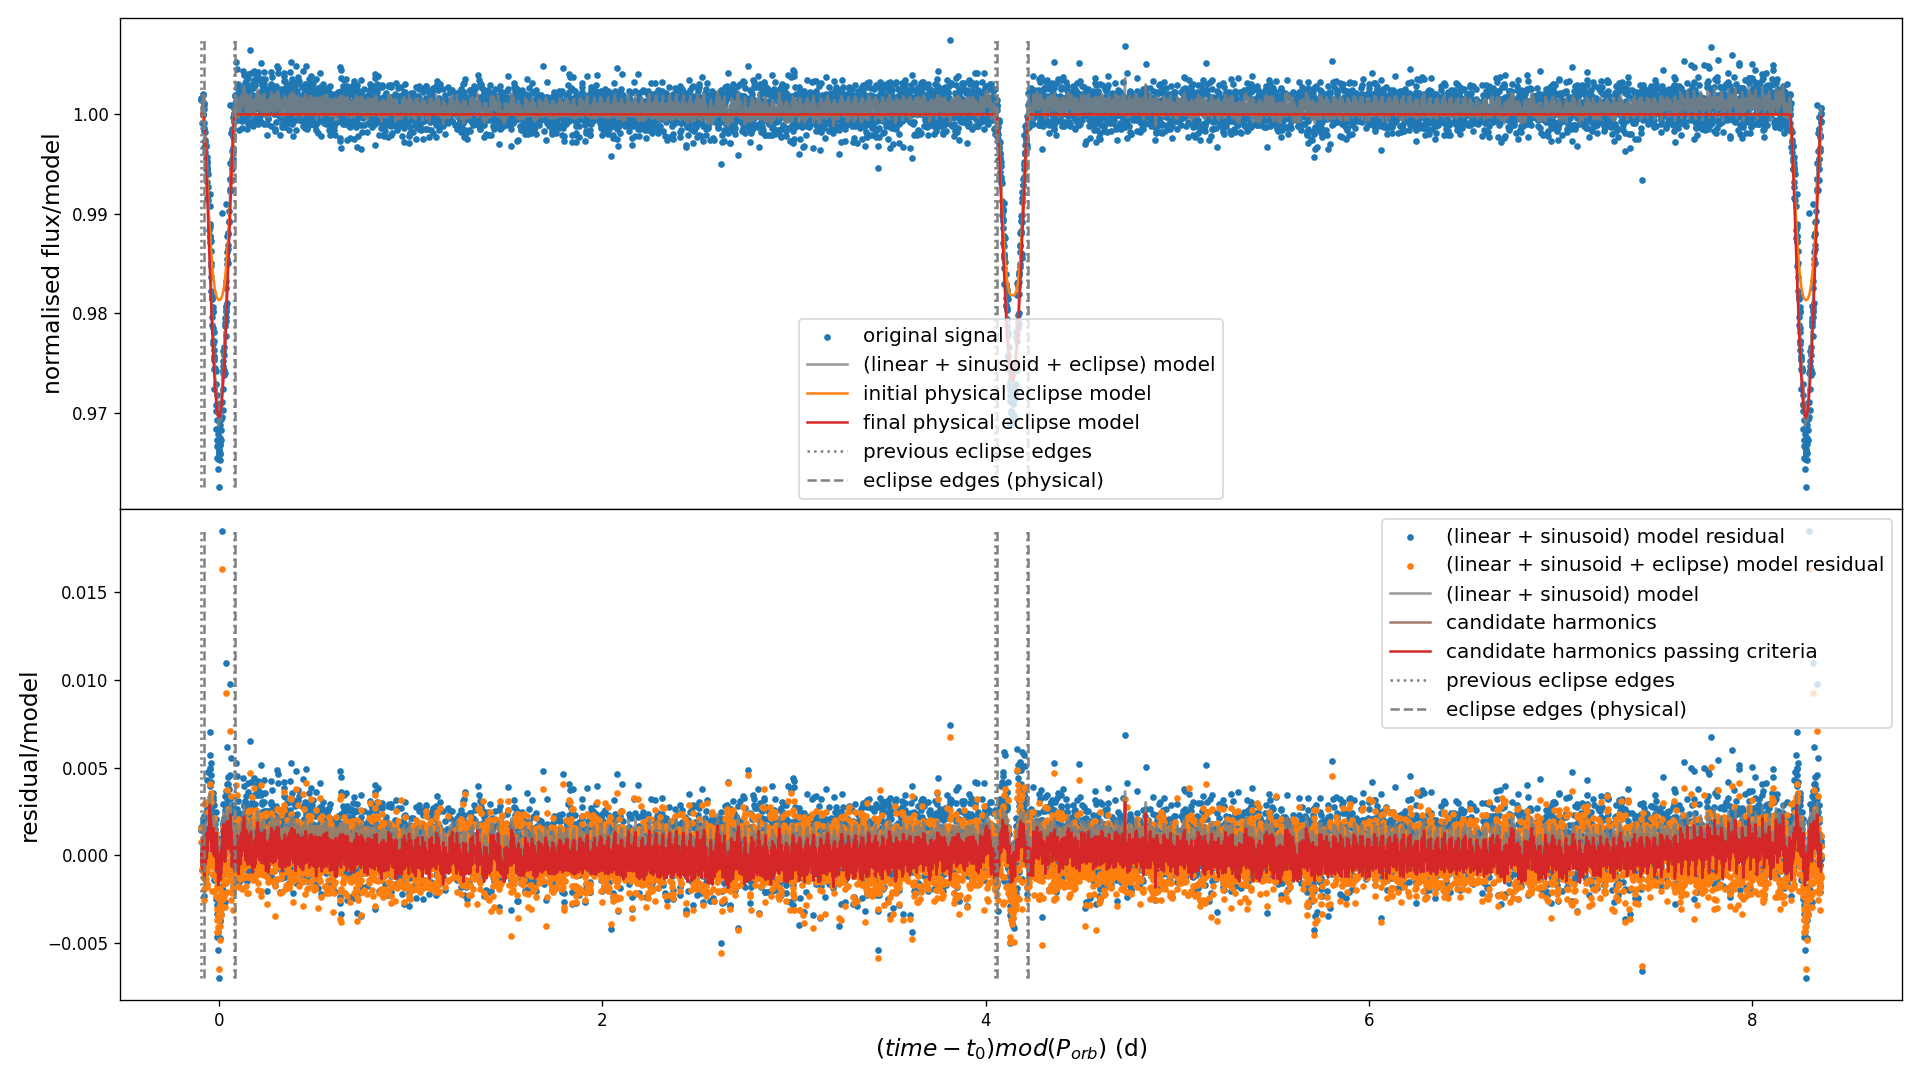 normalised flux/model
1.00
0.99
0.98
0.97
original signal
(linear + sinusoid + eclipse) model
initial physical eclipse model
final physical eclipse model
previous eclipse edges
eclipse edges (physical)
residual/model
0.015
0.010
0.005
0.000
−0.005
(linear + sinusoid) model residual
(linear + sinusoid + eclipse) model residual
(linear + sinusoid) model
candidate harmonics
candidate harmonics passing criteria
previous eclipse edges
eclipse edges (physical)
0 2 4 6 8
(time − t₀)mod(P_orb) (d)